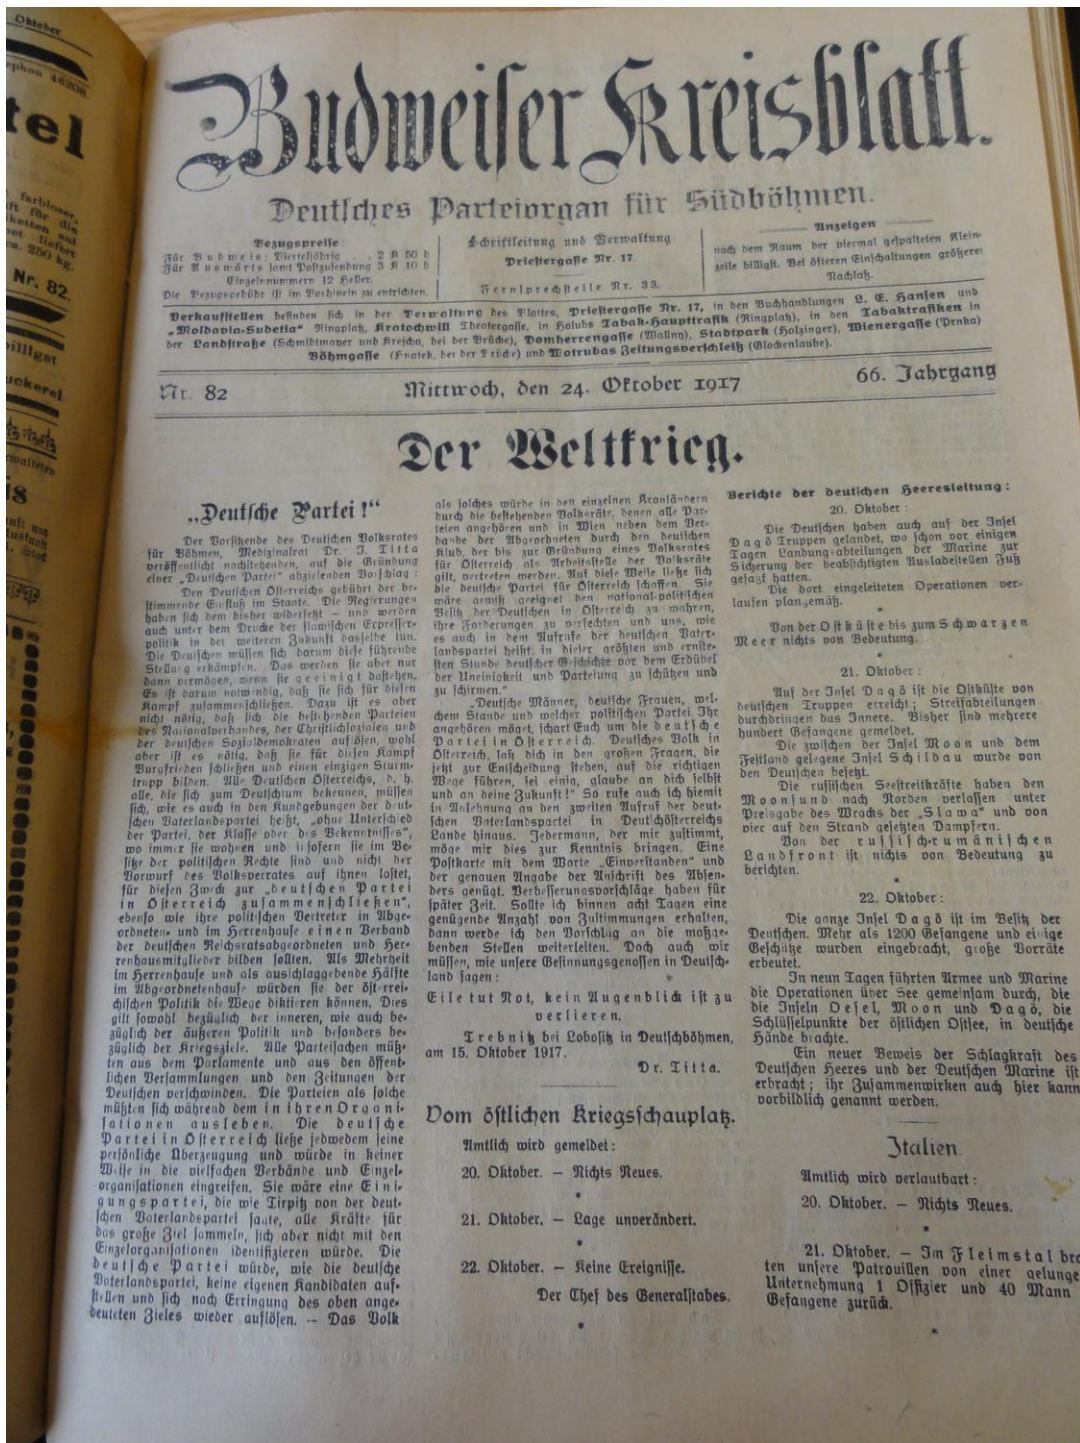 Oktober.
ephon 46208.
tel
farbloser,
ft für die
ketten auf
net liefert
ca. 250 kg.
Nr. 82.
billigst
uckerei
Budweiser Kreisblatt.
Deutsches Parteiorgan für Südböhmen.
Bezugspreise
Für Budweis: Vierteljährig . . 2 K 50 h
Für Auswärts samt Postzusendung 3 K 10 h
Einzelnummern 12 Heller.
Die Bezugsgebühr ist im Vorhinein zu entrichten.
Schriftleitung und Verwaltung
Priestergasse Nr. 17.
Fernsprechstelle Nr. 33.
Anzeigen
nach dem Raum der viermal gespaltenen Klein-
zeile billigst. Bei öfteren Einschaltungen größerer
Nachlaß.
Verkaufstellen befinden sich in der Verwaltung des Blattes, Priestergasse Nr. 17, in den Buchhandlungen L. E. Hansen und
„Moldavia-Sudetia“ Ringplatz, Kratochwill Theatergasse, in Holubs Tabak-Haupttrafik (Ringplatz), in den Tabaktrafiken in
der Landstraße (Schmidtmayer und Krejcha, bei der Brücke), Domherrengasse (Wallny), Stadtpark (Holzinger), Wienergasse (Prnka)
Böhmgasse (Knotek, bei der Brücke) und Motrubas Zeitungsverschleiß (Glockenlaube).
Nr. 82
Mittwoch, den 24. Oktober 1917
66. Jahrgang
Der Weltkrieg.
„Deutsche Partei!“
Der Vorsitzende des Deutschen Volksrates
für Böhmen, Medizinalrat Dr. J. Titta
veröffentlicht nachstehenden, auf die Gründung
einer „Deutschen Partei“ abzielenden Vorschlag:
Den Deutschen Österreichs gebührt der be-
stimmende Einfluß im Staate. Die Regierungen
haben sich dem bisher widersetzt — und werden
auch unter dem Drucke der slawischen Erpresser-
politik in der weiteren Zukunft dasselbe tun.
Die Deutschen müssen sich darum diese führende
Stellung erkämpfen. Das werden sie aber nur
dann vermögen, wenn sie geeinigt dastehen.
Es ist darum notwendig, daß sie sich für diesen
Kampf zusammenschließen. Dazu ist es aber
nicht nötig, daß sich die bestehenden Parteien
des Nationalverbandes, der Christlichsozialen und
der deutschen Sozialdemokraten auflösen, wohl
aber ist es nötig, daß sie für diesen Kampf
Burgfrieden schließen und einen einzigen Sturm-
trupp bilden. Alle Deutschen Österreichs, d. h.
alle, die sich zum Deutschtum bekennen, müssen
sich, wie es auch in den Kundgebungen der deut-
schen Vaterlandspartei heißt, „ohne Unterschied
der Partei, der Klasse oder des Bekenntnisses“,
wo immer sie wohnen und insofern sie im Be-
sitze der politischen Rechte sind und nicht der
Vorwurf des Volksverrates auf ihnen lastet,
für diesen Zweck zur „deutschen Partei
in Österreich zusammenschließen“,
ebenso wie ihre politischen Vertreter in Abge-
ordneten- und im Herrenhause einen Verband
der deutschen Reichsratsabgeordneten und Her-
renhausmitglieder bilden sollten. Als Mehrheit
im Herrenhause und als ausschlaggebende Hälfte
im Abgeordnetenhause würden sie der österrei-
chischen Politik die Wege diktieren können. Dies
gilt sowohl bezüglich der inneren, wie auch be-
züglich der äußeren Politik und besonders be-
züglich der Kriegsziele. Alle Parteisachen müß-
ten aus dem Parlamente und aus den öffent-
lichen Versammlungen und den Zeitungen der
Deutschen verschwinden. Die Parteien als solche
müßten sich während dem in ihren Organi-
sationen ausleben. Die deutsche
Partei in Österreich ließe jedwedem seine
persönliche Überzeugung und würde in keiner
Weise in die vielfachen Verbände und Einzel-
organisationen eingreifen. Sie wäre eine Eini-
gungspartei, die wie Tirpitz von der deut-
schen Vaterlandspartei sagte, alle Kräfte für
das große Ziel sammeln, sich aber nicht mit den
Einzelorganisationen identifizieren würde. Die
deutsche Partei würde, wie die deutsche
Vaterlandspartei, keine eigenen Kandidaten auf-
stellen und sich nach Erringung des oben ange-
deuteten Zieles wieder auflösen. — Das Volk
als solches würde in den einzelnen Kronländern
durch die bestehenden Volksräte, denen alle Par-
teien angehören und in Wien neben dem Ver-
bande der Abgeordneten durch den deutschen
Klub, der bis zur Gründung eines Volksrates
für Österreich als Arbeitsstelle der Volksräte
gilt, vertreten werden. Auf diese Weise ließe sich
die deutsche Partei für Österreich schaffen. Sie
wäre gewiß geeignet den national-politischen
Besitz der Deutschen in Österreich zu wahren,
ihre Forderungen zu verfechten und uns, wie
es auch in dem Aufrufe der deutschen Vater-
landspartei heißt, in dieser größten und ernste-
sten Stunde deutscher Geschichte vor dem Erbübel
der Uneinigkeit und Parteiung zu schützen und
zu schirmen.“
„Deutsche Männer, deutsche Frauen, wel-
chem Stande und welcher politischen Partei Ihr
angehören möget, schart Euch um die deutsche
Partei in Österreich. Deutsches Volk in
Österreich, laß dich in den großen Fragen, die
jetzt zur Entscheidung stehen, auf die richtigen
Wege führen, sei einig, glaube an dich selbst
und an deine Zukunft!“ So rufe auch ich hiemit
in Anlehnung an den zweiten Aufruf der deut-
schen Vaterlandspartei in Deutschösterreichs
Lande hinaus. Jedermann, der mir zustimmt,
möge mir dies zur Kenntnis bringen. Eine
Postkarte mit dem Worte „Einverstanden“ und
der genauen Angabe der Anschrift des Absen-
ders genügt. Verbesserungsvorschläge haben für
später Zeit. Sollte ich binnen acht Tagen eine
genügende Anzahl von Zustimmungen erhalten,
dann werde ich den Vorschlag an die maßge-
benden Stellen weiterleiten. Doch auch wir
müssen, wie unsere Gesinnungsgenossen in Deutsch-
land sagen:
Eile tut Not, kein Augenblick ist zu
verlieren.
Trebnitz bei Lobositz in Deutschböhmen,
am 15. Oktober 1917.
Dr. Titta.
Vom östlichen Kriegsschauplatz.
Amtlich wird gemeldet:
20. Oktober. — Nichts Neues.
*
21. Oktober. — Lage unverändert.
*
22. Oktober. — Keine Ereignisse.
Der Chef des Generalstabes.
*
Berichte der deutschen Heeresleitung:
20. Oktober:
Die Deutschen haben auch auf der Insel
Dagö Truppen gelandet, wo schon vor einigen
Tagen Landungsabteilungen der Marine zur
Sicherung der beabsichtigten Ausladestellen Fuß
gefaßt hatten.
Die dort eingeleiteten Operationen ver-
laufen planmäßig.
*
Von der Ostküste bis zum Schwarzen
Meer nichts von Bedeutung.
*
21. Oktober:
Auf der Insel Dagö ist die Ostküste von
deutschen Truppen erreicht; Streifabteilungen
durchdringen das Innere. Bisher sind mehrere
hundert Gefangene gemeldet.
Die zwischen der Insel Moon und dem
Festland gelegene Insel Schildau wurde von
den Deutschen besetzt.
Die russischen Seestreitkräfte haben den
Moonsund nach Norden verlassen unter
Preisgabe des Wracks der „Slawa“ und von
vier auf den Strand gesetzten Dampfern.
Von der russisch-rumänischen
Landfront ist nichts von Bedeutung zu
berichten.
*
22. Oktober:
Die ganze Insel Dagö ist im Besitz der
Deutschen. Mehr als 1200 Gefangene und einige
Geschütze wurden eingebracht, große Vorräte
erbeutet.
In neun Tagen führten Armee und Marine
die Operationen über See gemeinsam durch, die
die Inseln Oesel, Moon und Dagö, die
Schlüsselpunkte der östlichen Ostsee, in deutsche
Hände brachte.
Ein neuer Beweis der Schlagkraft des
Deutschen Heeres und der Deutschen Marine ist
erbracht; ihr Zusammenwirken auch hier kann
vorbildlich genannt werden.
Italien.
Amtlich wird verlautbart:
20. Oktober. — Nichts Neues.
*
21. Oktober. — Im Fleimstal bra
ten unsere Patrouillen von einer gelunge
Unternehmung 1 Offizier und 40 Mann
Gefangene zurück.
*